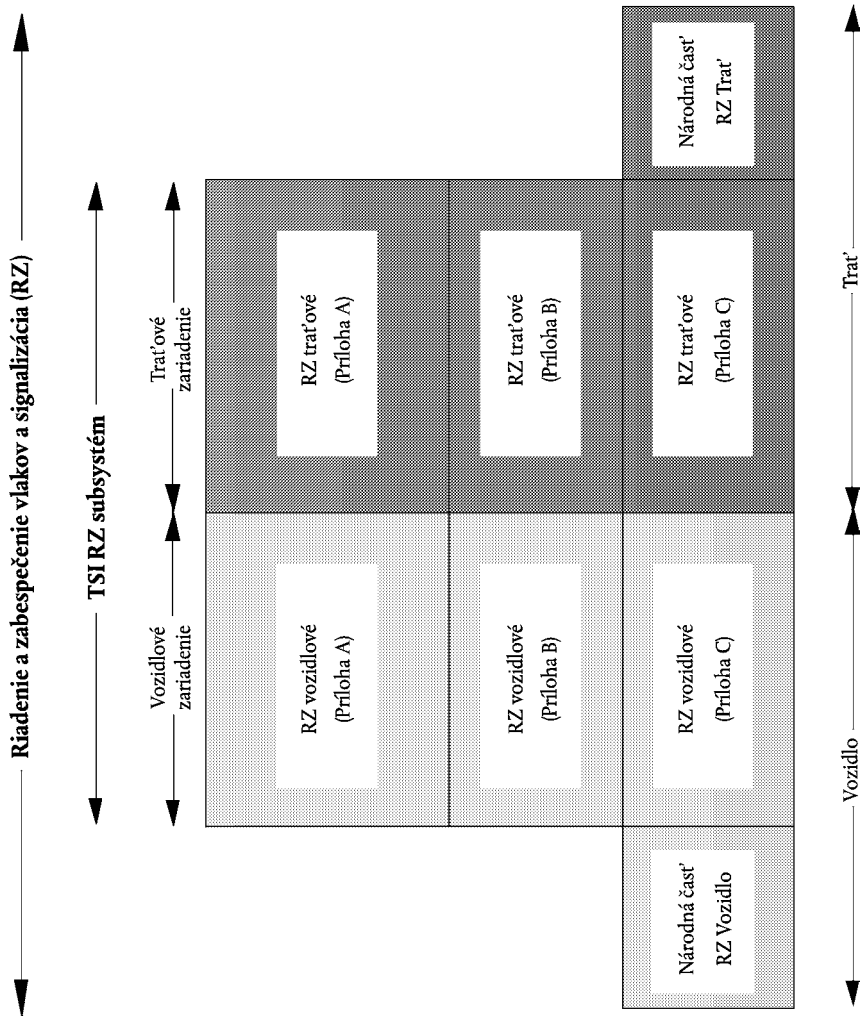 Riadenie a zabespečenie vlakov a signalizácia (RZ)
TSI RZ subsystém
Vozidlové
zariadenie
Traťové
zariadenie
RZ vozidlové
(Príloha A)
RZ traťové
(Príloha A)
RZ vozidlové
(Príloha B)
RZ traťové
(Príloha B)
Národná časť
RZ Vozidlo
RZ vozidlové
(Príloha C)
RZ traťové
(Príloha C)
Národná časť
RZ Trať
Vozidlo
Trať